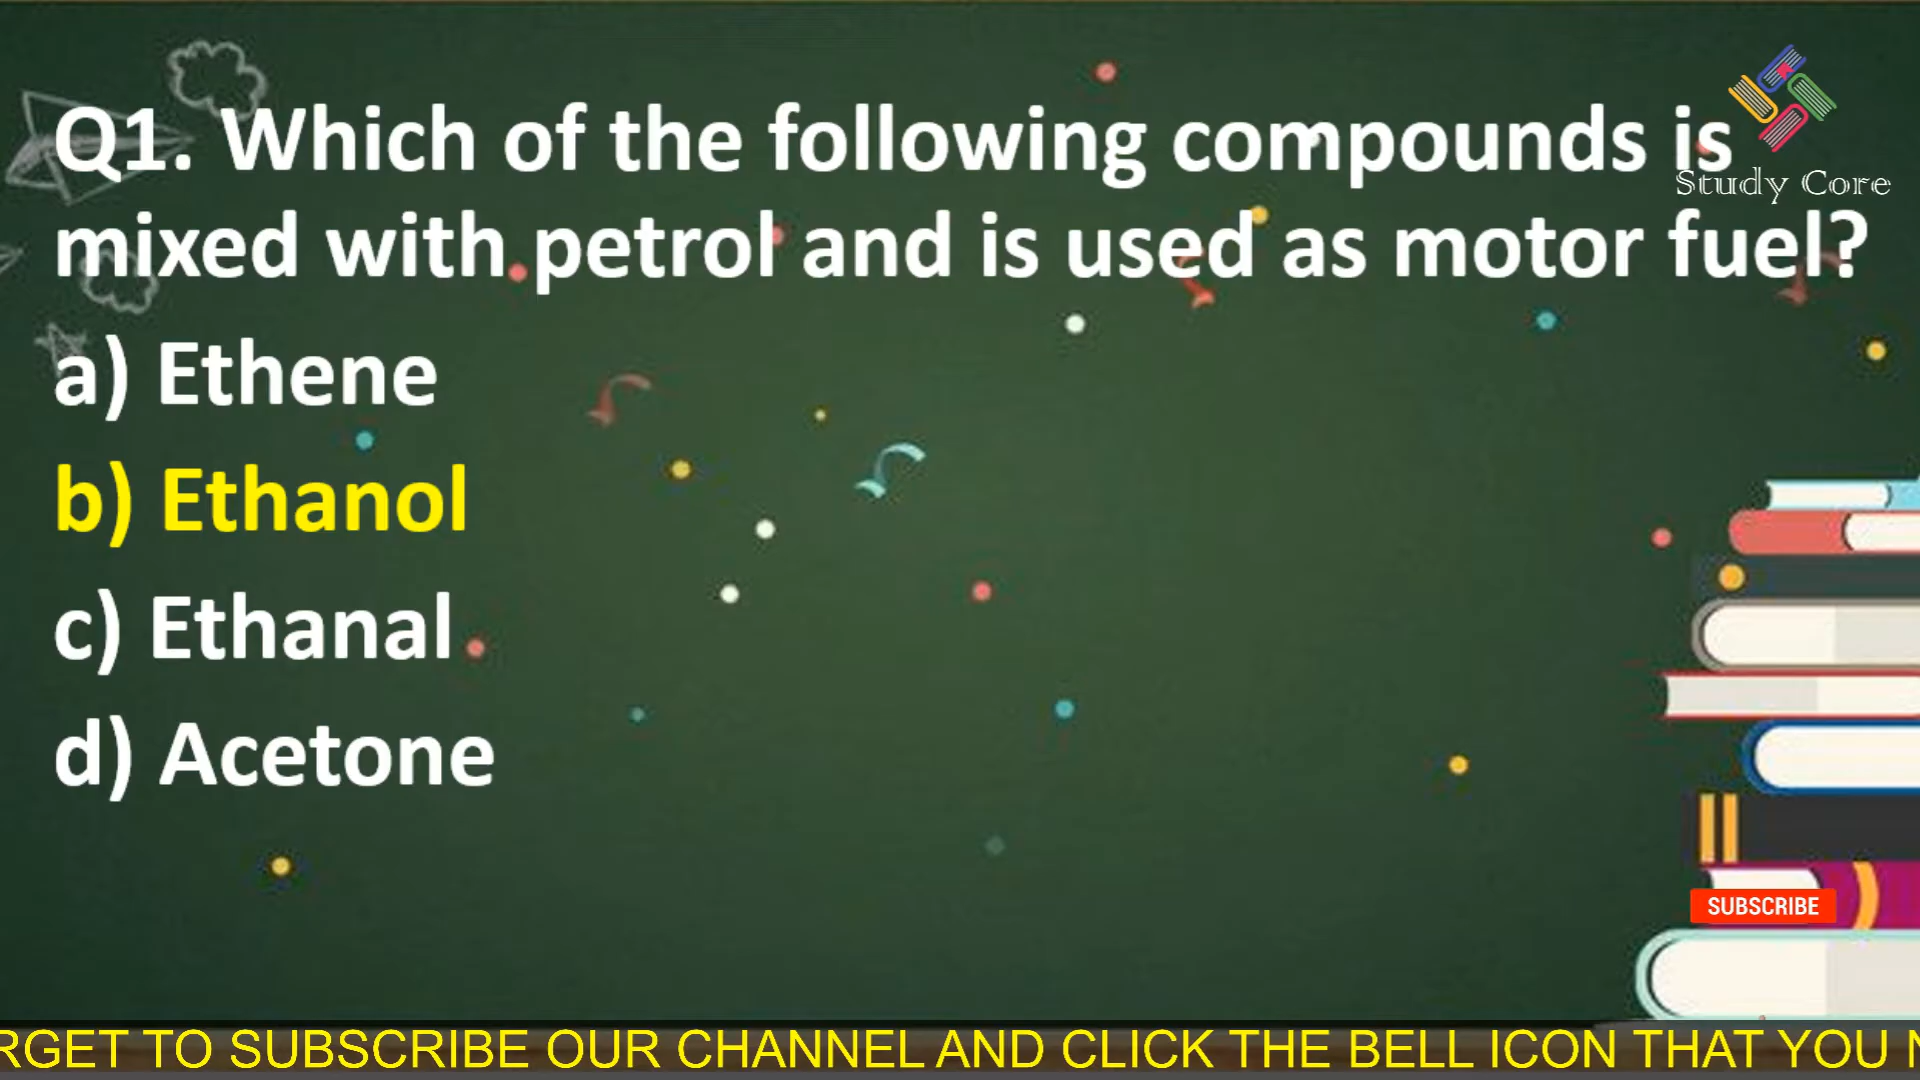 Q1. Which of the following compounds is
mixed with petrol and is used as motor fuel?
a) Ethene
b) Ethanol
c) Ethanal
d) Acetone
Study Core
SUBSCRIBE
RGET TO SUBSCRIBE OUR CHANNEL AND CLICK THE BELL ICON THAT YOU N